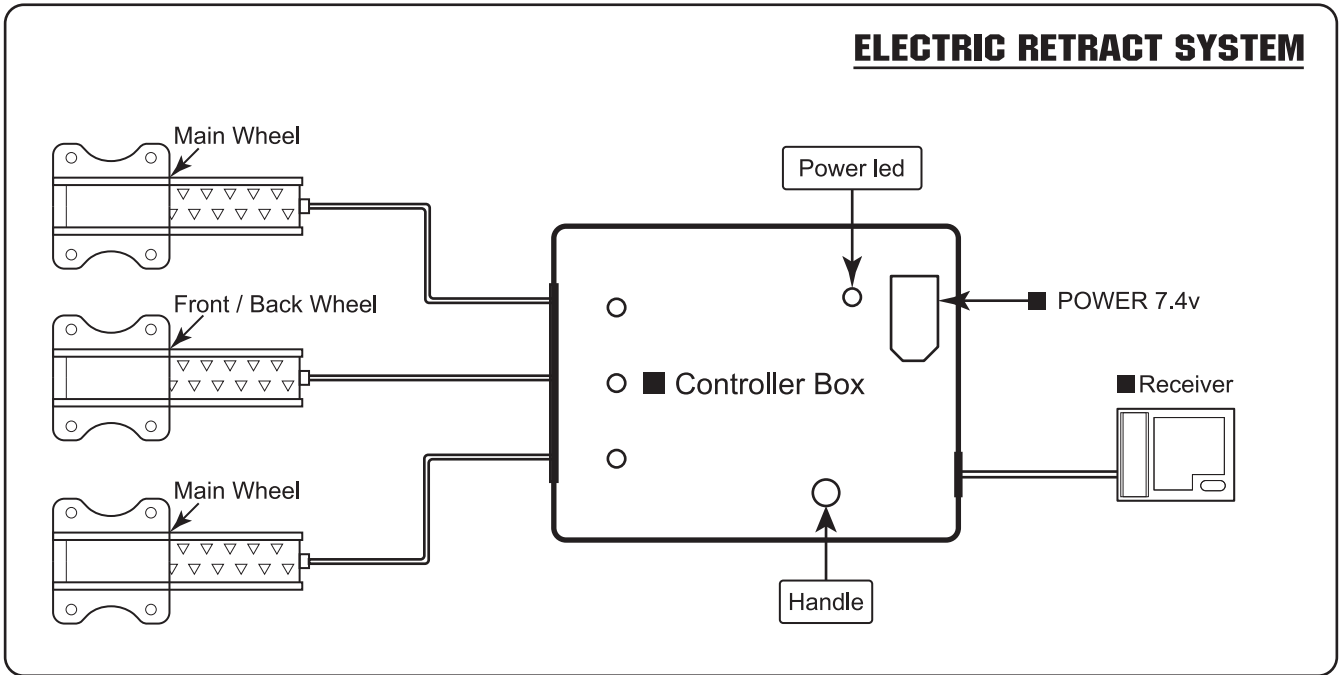 ELECTRIC RETRACT SYSTEM
Main Wheel
Power led
Front / Back Wheel
POWER 7.4v
Controller Box
Receiver
Main Wheel
Handle